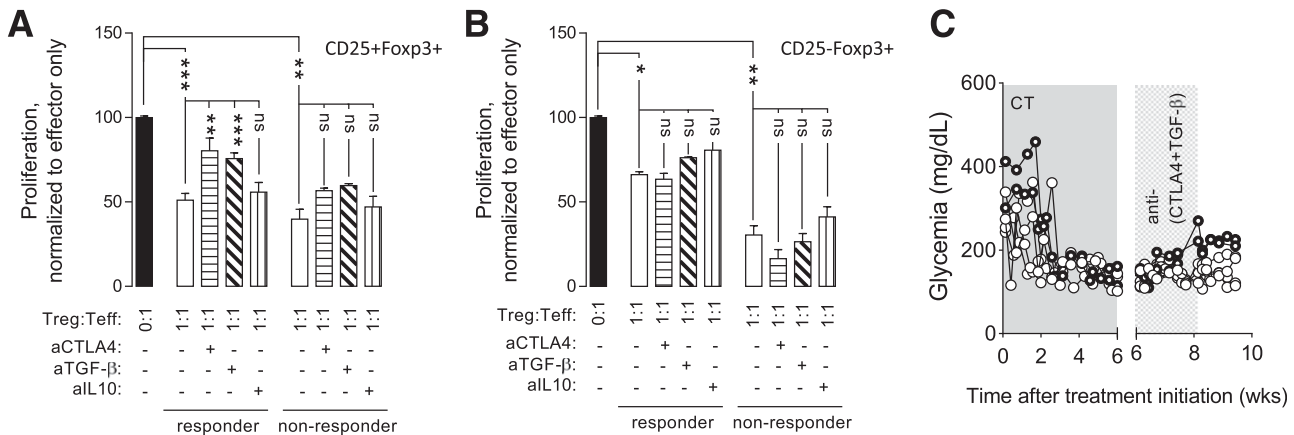 A
Proliferation,
normalized to effector only
150
100
50
0
CD25+Foxp3+
****
**
***
ns
**
ns
ns
ns
Treg:Teff: 0:1 1:1 1:1 1:1 1:1 1:1 1:1 1:1 1:1
aCTLA4: - - + - - - + - -
aTGF-β: - - - + - - - + -
aIL10: - - - - + - - - +
responder non-responder
B
Proliferation,
normalized to effector only
150
100
50
0
CD25-Foxp3+
*
ns
ns
ns
**
ns
ns
ns
Treg:Teff: 0:1 1:1 1:1 1:1 1:1 1:1 1:1 1:1 1:1
aCTLA4: - - + - - - + - -
aTGF-β: - - - + - - - + -
aIL10: - - - - + - - - +
responder non-responder
C
Glycemia (mg/dL)
600
400
200
0
CT
anti-
(CTLA4+TGF-β)
0 2 4 6 6 8 10
Time after treatment initiation (wks)